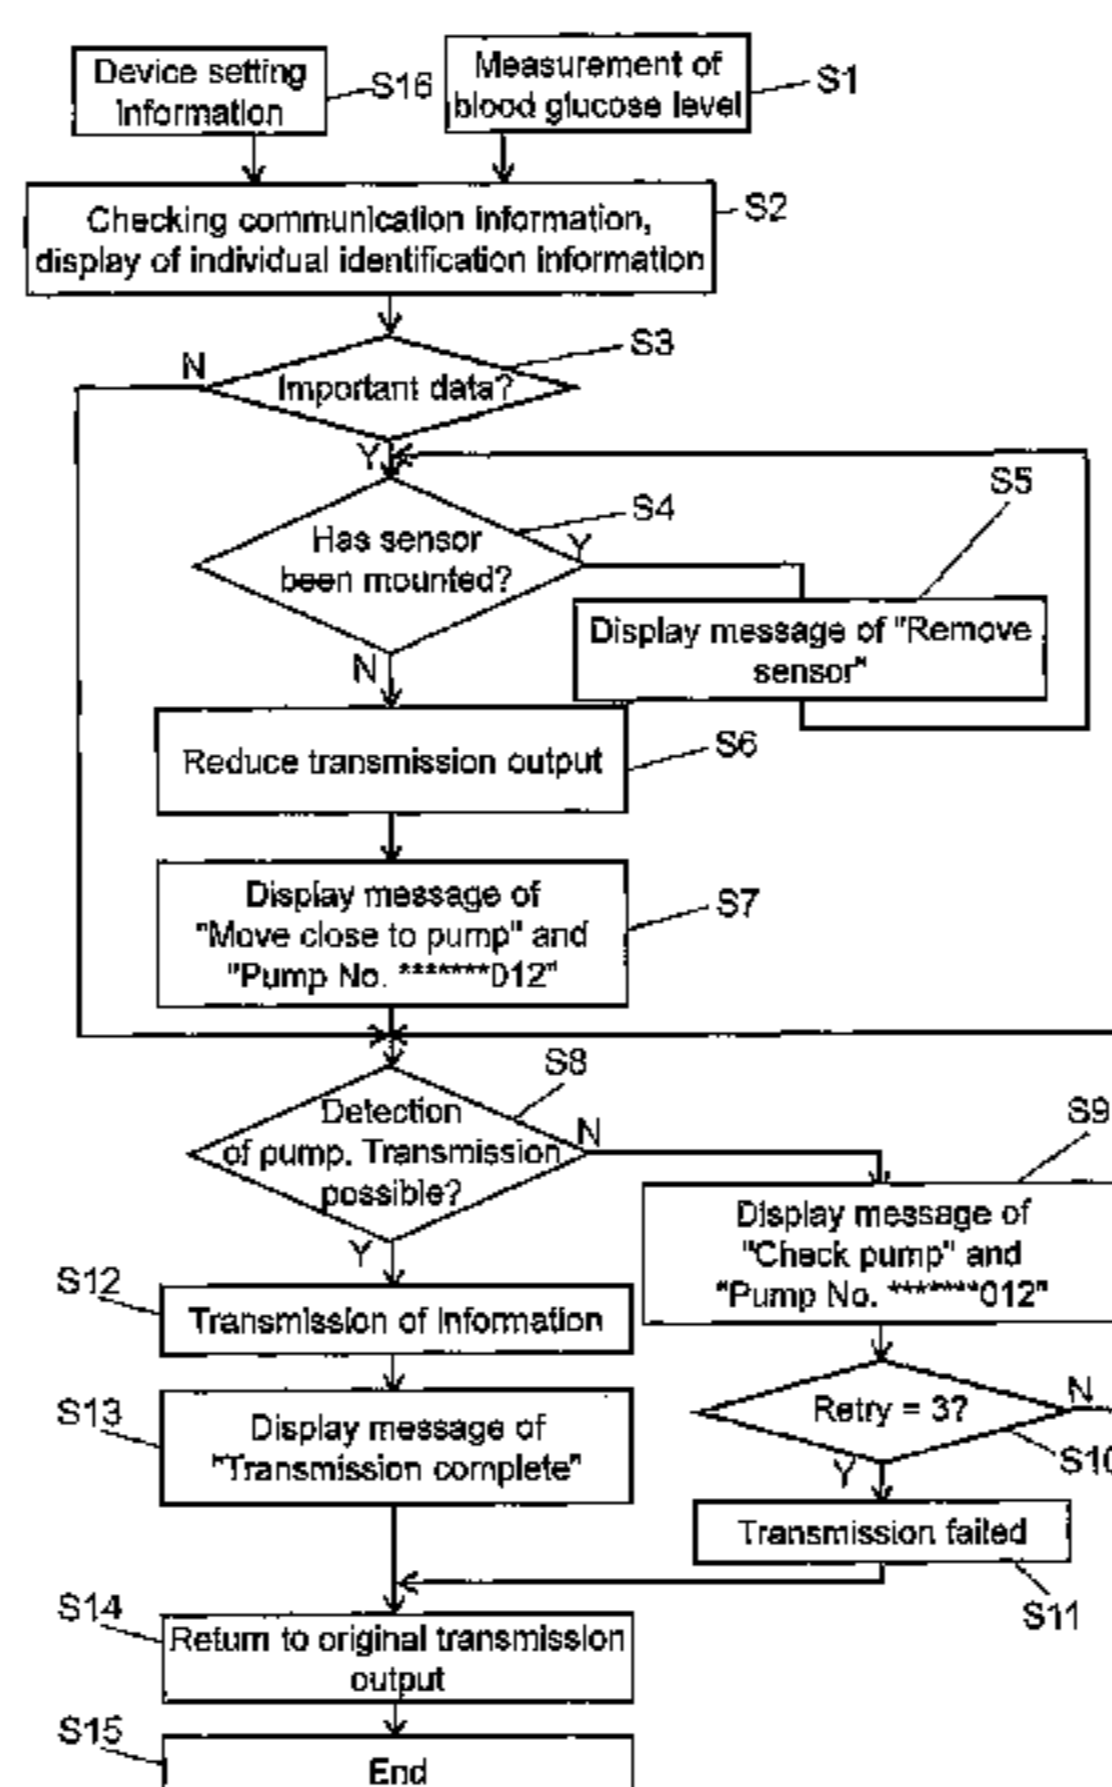 Device setting
information
S16
Measurement of
blood glucose level
S1
Checking communication information,
display of individual identification information
S2
Important data?
S3
N
Y
Has sensor
been mounted?
S4
Y
N
S5
Display message of "Remove
sensor"
Reduce transmission output
S6
Display message of
"Move close to pump" and
"Pump No. *******012"
S7
Detection
of pump. Transmission
possible?
S8
N
Y
S9
Display message of
"Check pump" and
"Pump No. *******012"
S12
Transmission of information
S13
Display message of
"Transmission complete"
Retry = 3?
N
S10
Y
Transmission failed
S11
S14
Return to original transmission
output
S15
End